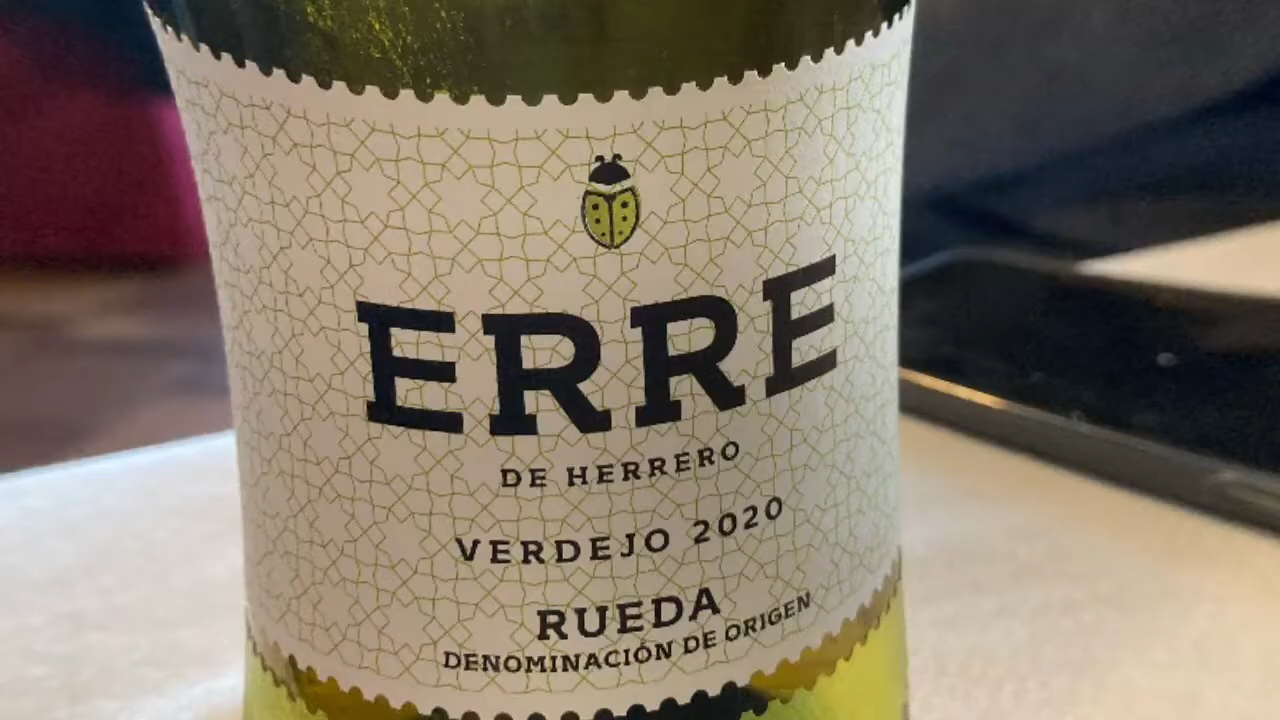 ERRE
DE HERRERO
VERDEJO 2020
RUEDA
DENOMINACIÓN DE ORIGEN